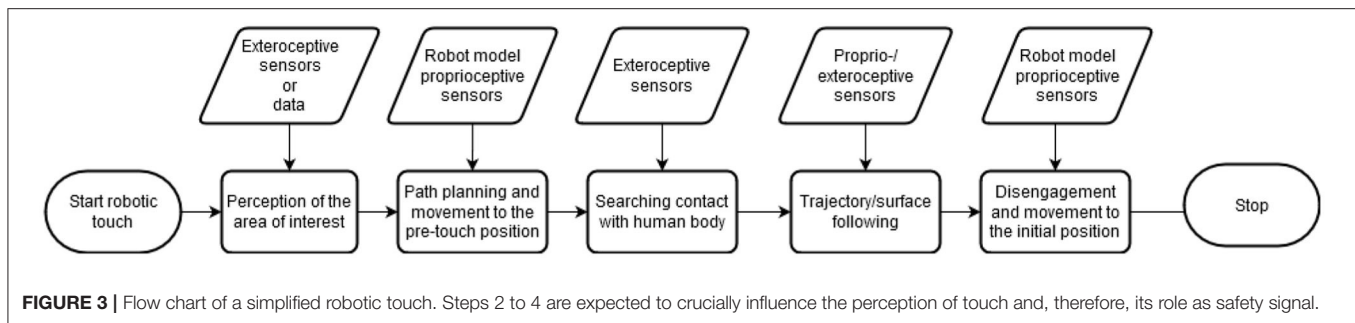 Exteroceptive
sensors
or
data
Robot model
proprioceptive
sensors
Exteroceptive
sensors
Proprio-/
exteroceptive
sensors
Robot model
proprioceptive
sensors
Start robotic
touch
Perception of the
area of interest
Path planning and
movement to the
pre-touch position
Searching contact
with human body
Trajectory/surface
following
Disengagement
and movement to
the initial position
Stop
FIGURE 3 | Flow chart of a simplified robotic touch. Steps 2 to 4 are expected to crucially influence the perception of touch and, therefore, its role as safety signal.